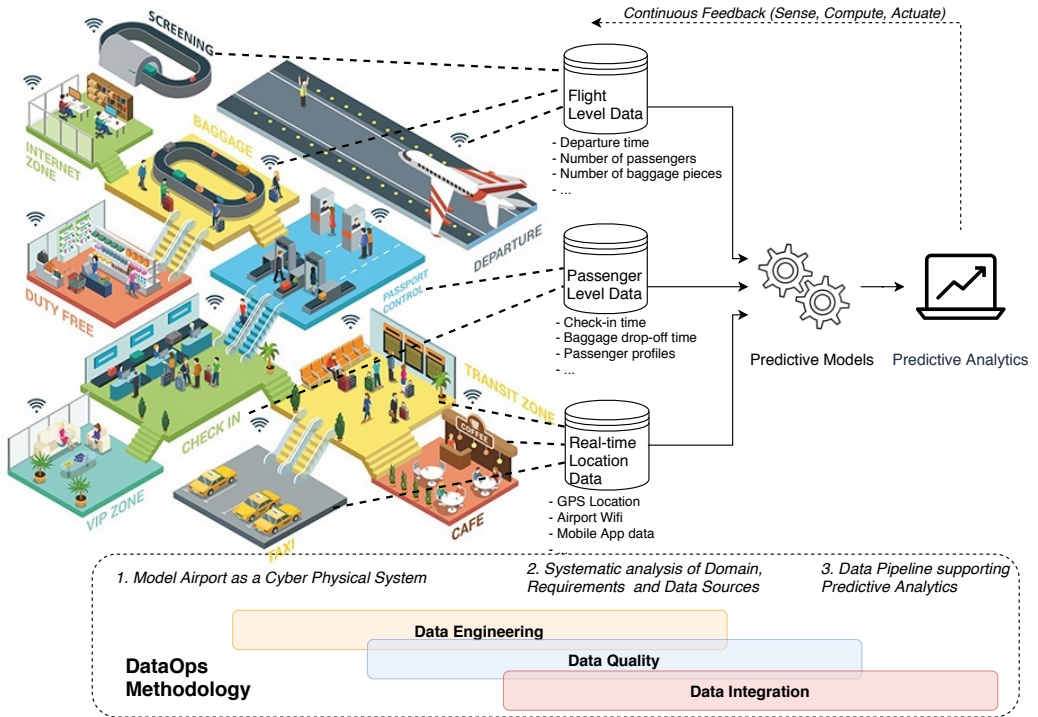 Continuous Feedback (Sense, Compute, Actuate)
SCREENING
Flight
Level Data
- Departure time
- Number of passengers
- Number of baggage pieces
- ...
INTERNET
ZONE
BAGGAGE
DEPARTURE
DUTY FREE
PASSPORT
CONTROL
Passenger
Level Data
- Check-in time
- Baggage drop-off time
- Passenger profiles
- ...
Predictive Models
Predictive Analytics
CHECK IN
TRANSIT ZONE
COFFEE
VIP ZONE
TAXI
CAFE
Real-time
Location
Data
- GPS Location
- Airport Wifi
- Mobile App data
- ...
1. Model Airport as a Cyber Physical System
2. Systematic analysis of Domain,
Requirements and Data Sources
3. Data Pipeline supporting
Predictive Analytics
Data Engineering
Data Quality
Data Integration
DataOps
Methodology